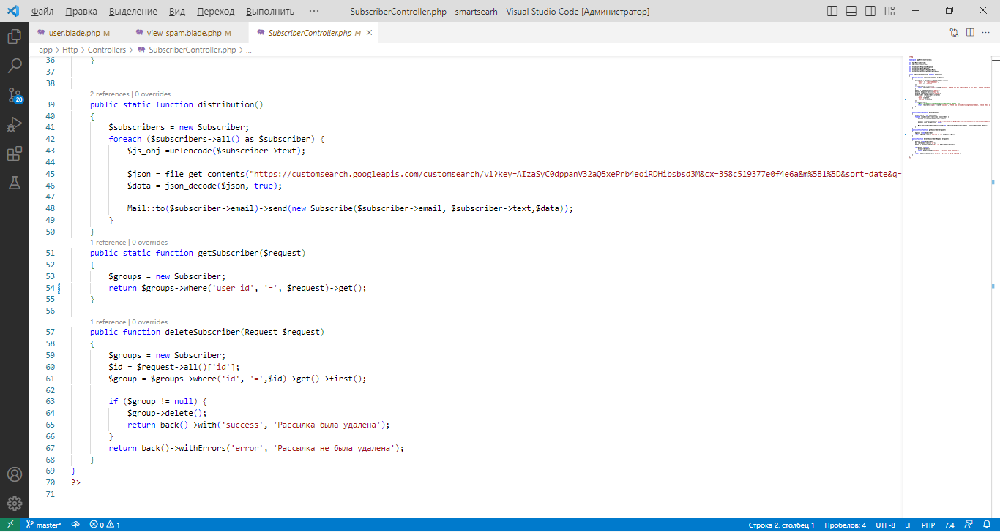 Файл Правка Выделение Вид Переход Выполнить ··· SubscriberController.php - smartsearh - Visual Studio Code [Администратор]
user.blade.php M view-spam.blade.php M SubscriberController.php M
app > Http > Controllers > SubscriberController.php > ...
36 }
37
38
2 references | 0 overrides
39 public static function distribution()
40 {
41 $subscribers = new Subscriber;
42 foreach ($subscribers->all() as $subscriber) {
43 $js_obj =urlencode($subscriber->text);
44
45 $json = file_get_contents("https://customsearch.googleapis.com/customsearch/v1?key=AIzaSyC0dppanV32aQ5xePrb4eoiRDHibsbsd3M&cx=358c519377e0f4e6a&m%5B1%5D&sort=date&q="
46 $data = json_decode($json, true);
47
48 Mail::to($subscriber->email)->send(new Subscribe($subscriber->email, $subscriber->text,$data));
49 }
50 }
1 reference | 0 overrides
51 public static function getSubscriber($request)
52 {
53 $groups = new Subscriber;
54 return $groups->where('user_id', '=', $request)->get();
55 }
56
1 reference | 0 overrides
57 public function deleteSubscriber(Request $request)
58 {
59 $groups = new Subscriber;
60 $id = $request->all()['id'];
61 $group = $groups->where('id', '=',$id)->get()->first();
62
63 if ($group != null) {
64 $group->delete();
65 return back()->with('success', 'Рассылка была удалена');
66 }
67 return back()->withErrors('error', 'Рассылка не была удалена');
68 }
69 }
70 ?>
71
20
master* 0 1 Строка 2, столбец 1 Пробелов: 4 UTF-8 LF PHP 7.4